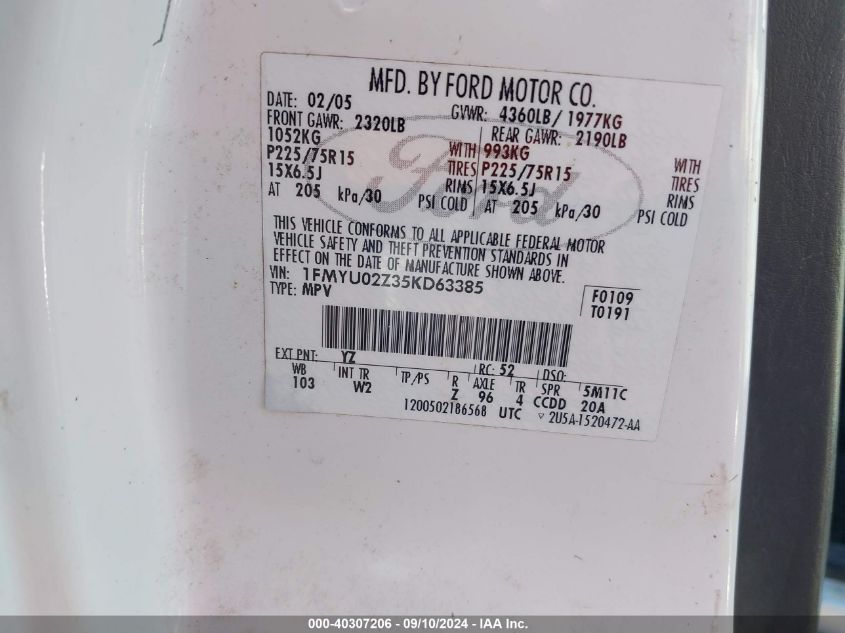 MFD. BY FORD MOTOR CO.
DATE: 02/05 GVWR: 4360LB/1977KG
FRONT GAWR: 2320LB REAR GAWR: 2190LB
1052KG WITH 993KG WITH
P225/75R15 TIRES P225/75R15 TIRES
15X6.5J RIMS 15X6.5J RIMS
AT 205 kPa/30 PSI COLD AT 205 kPa/30 PSI COLD
Ford
THIS VEHICLE CONFORMS TO ALL APPLICABLE FEDERAL MOTOR
VEHICLE SAFETY AND THEFT PREVENTION STANDARDS IN
EFFECT ON THE DATE OF MANUFACTURE SHOWN ABOVE.
VIN: 1FMYU02Z35KD63385
TYPE: MPV
F0109
T0191
EXT PNT: YZ RC: 52 DSO:
WB INT TR TP/PS R AXLE TR SPR 5M11C
103 W2 Z 96 4 CCDD 20A
1200502186568 UTC 2U5A-1520472-AA
000-40307206 - 09/10/2024 - IAA Inc.